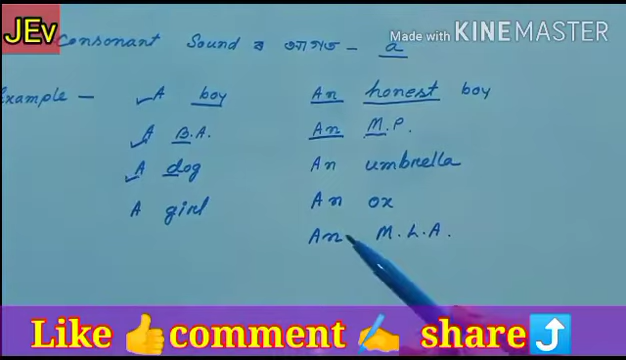 JEv
Made with KINEMASTER
Consonant Sound ৰ আগত - a
Example - A boy An honest boy
A B.A. An M.P.
A dog An umbrella
A girl An ox
An M.L.A.
Like 👍 comment ✍ share ⤴